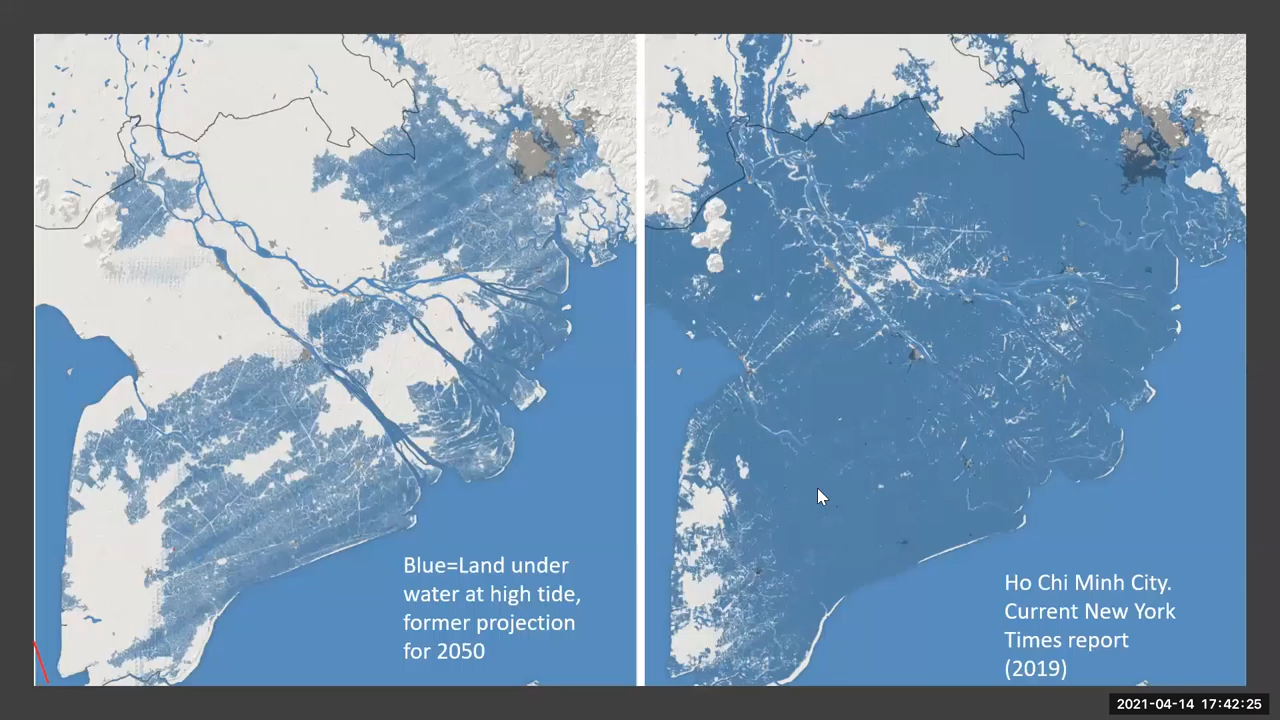 Blue=Land under
water at high tide,
former projection
for 2050
Ho Chi Minh City.
Current New York
Times report
(2019)
2021-04-14 17:42:25